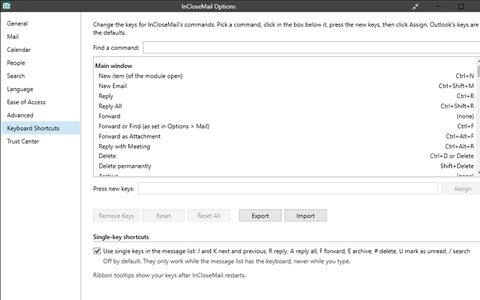 InCloseMail Options
General
Mail
Calendar
People
Search
Language
Ease of Access
Advanced
Keyboard Shortcuts
Trust Center
Change the keys for InCloseMail's commands. Pick a command, click in the box below it, press the new keys, then click Assign. Outlook's keys are
the defaults.
Find a command:
Main window
New item (of the module open) Ctrl+N
New Email Ctrl+Shift+M
Reply Ctrl+R
Reply All Ctrl+Shift+R
Forward (none)
Forward or Find (as set in Options > Mail) Ctrl+F
Forward as Attachment Ctrl+Alt+F
Reply with Meeting Ctrl+Alt+R
Delete Ctrl+D or Delete
Delete permanently Shift+Delete
Archive (none)
Press new keys: Assign
Remove Keys Reset Reset All Export Import
Single-key shortcuts
Use single keys in the message list: J and K next and previous, R reply, A reply all, F forward, E archive, # delete, U mark as unread, / search
Off by default. They only work while the message list has the keyboard, never while you type.
Ribbon tooltips show your keys after InCloseMail restarts.